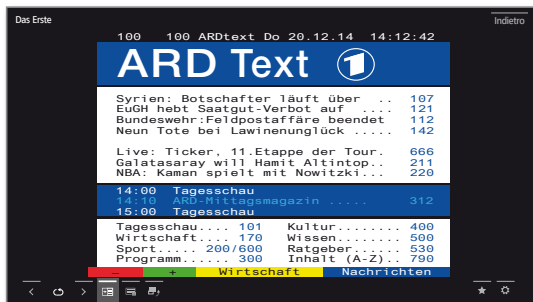 Das Erste
Indietro
100 100 ARDtext Do 20.12.14 14:12:42
ARD Text 1
Syrien: Botschafter läuft über .. 107
EuGH hebt Saatgut-Verbot auf .... 121
Bundeswehr:Feldpostaffäre beendet 112
Neun Tote bei Lawinenunglück ..... 142
Live: Ticker, 11.Etappe der Tour. 666
Galatasaray will Hamit Altintop.. 211
NBA: Kaman spielt mit Nowitzki... 220
14:00 Tagesschau
14:10 ARD-Mittagsmagazin ..... 312
15:00 Tagesschau
Tagesschau.... 101 Kultur........ 400
Wirtschaft.... 170 Wissen........ 500
Sport..... 200/600 Ratgeber...... 530
Programm...... 300 Inhalt (A-Z).. 790
– + Wirtschaft Nachrichten